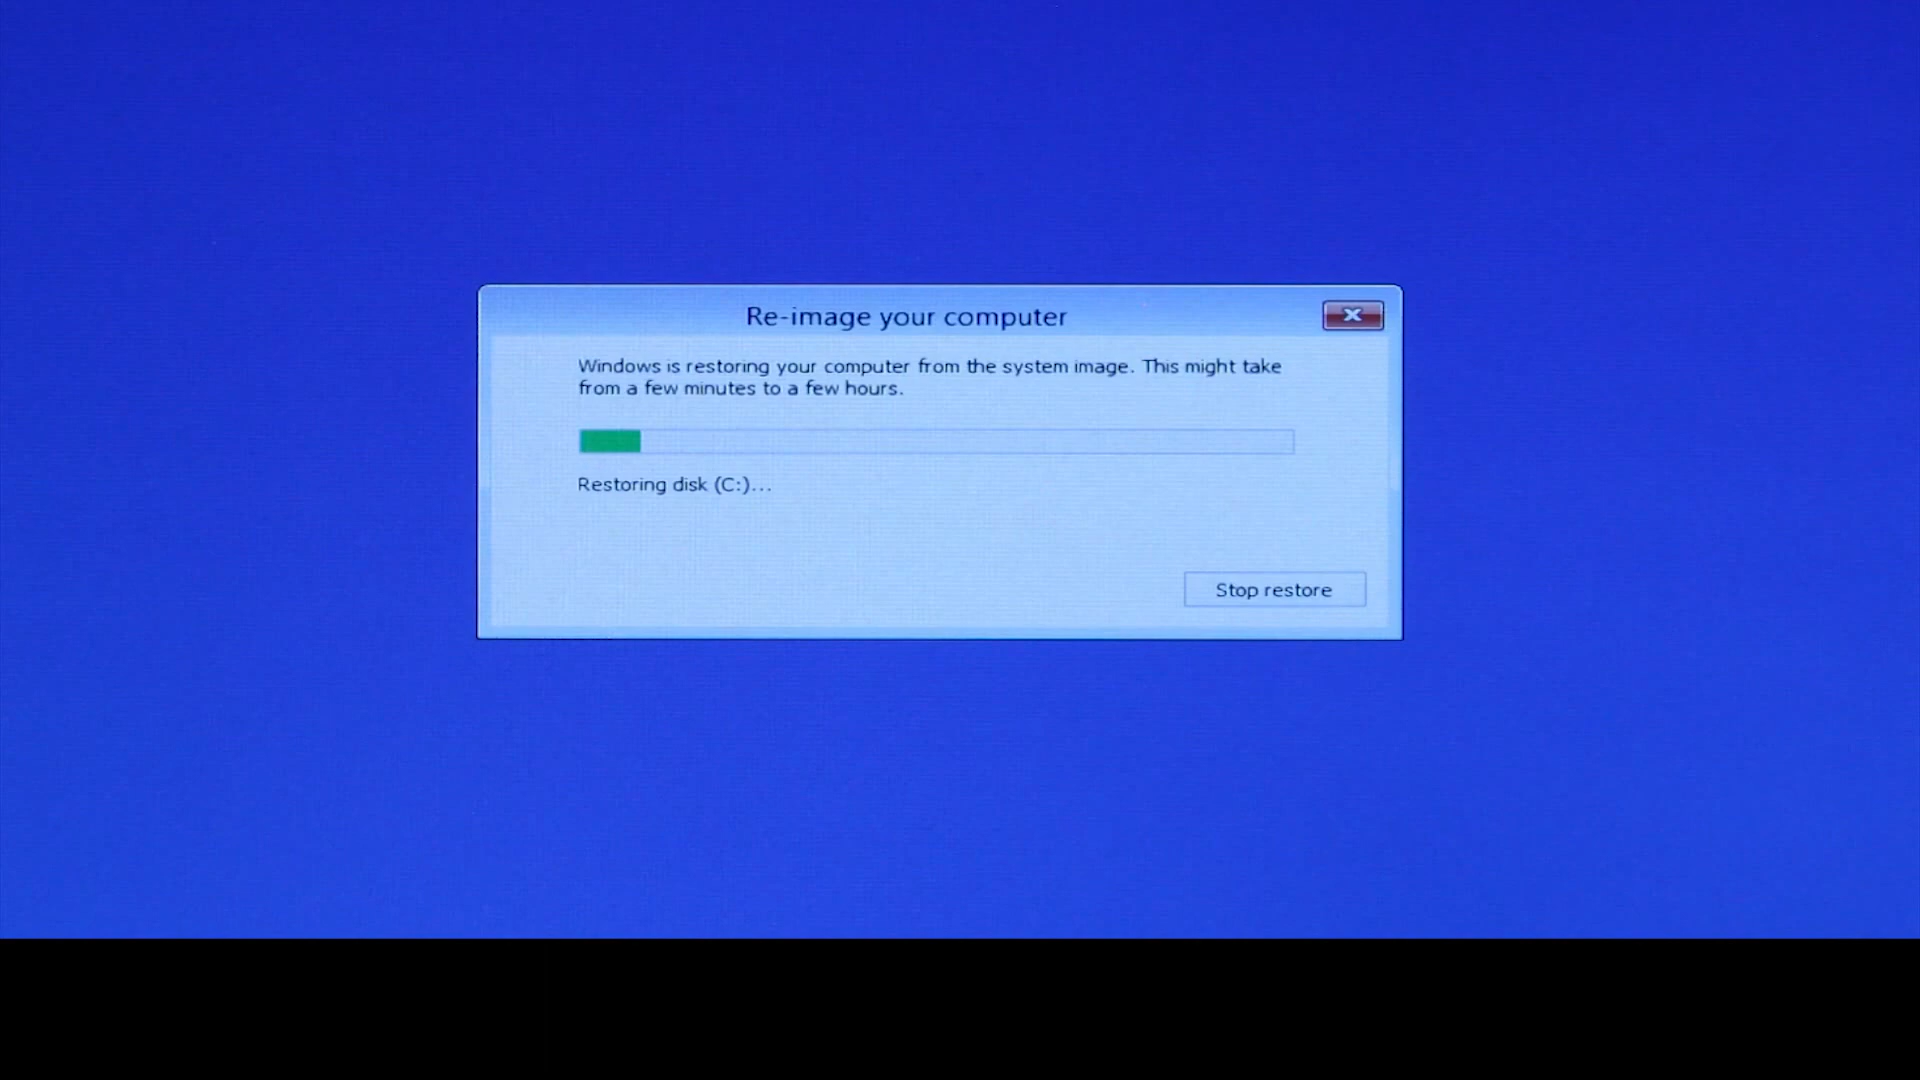 Re-image your computer
Windows is restoring your computer from the system image. This might take
from a few minutes to a few hours.
Restoring disk (C:)...
Stop restore